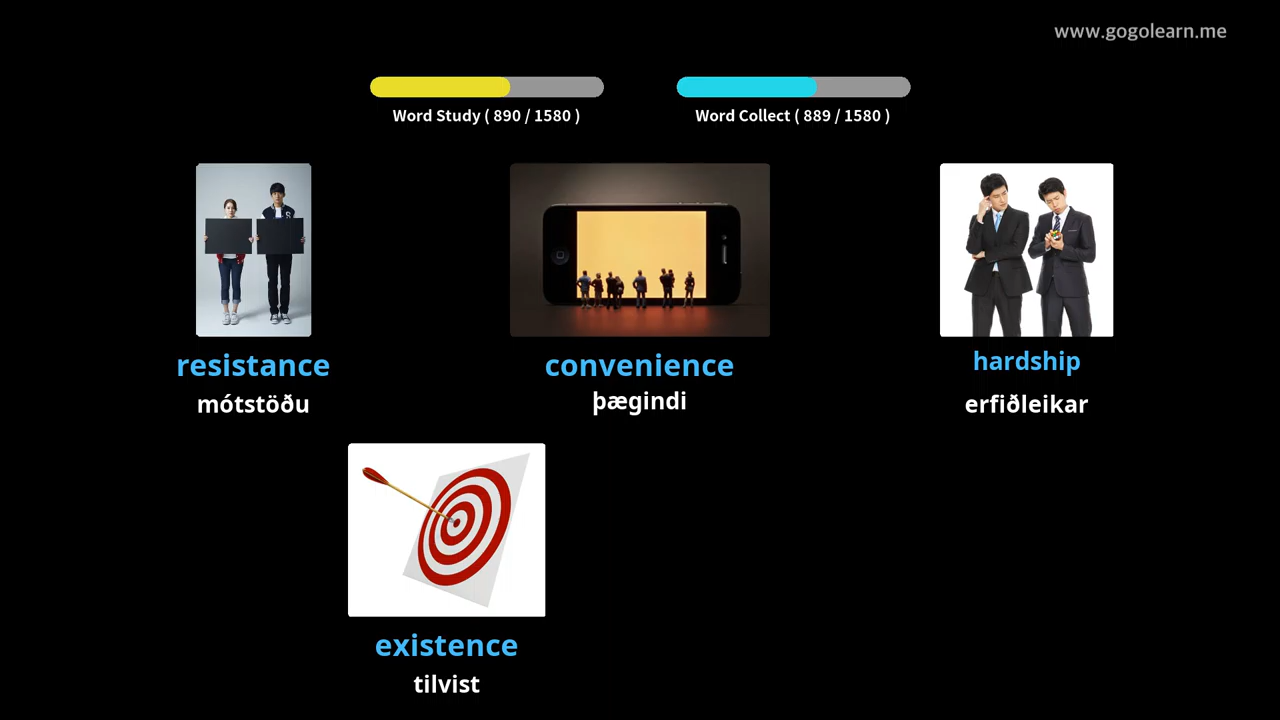 www.gogolearn.me
Word Study ( 890 / 1580 )
Word Collect ( 889 / 1580 )
resistance
mótstöðu
convenience
þægindi
hardship
erfiðleikar
existence
tilvist